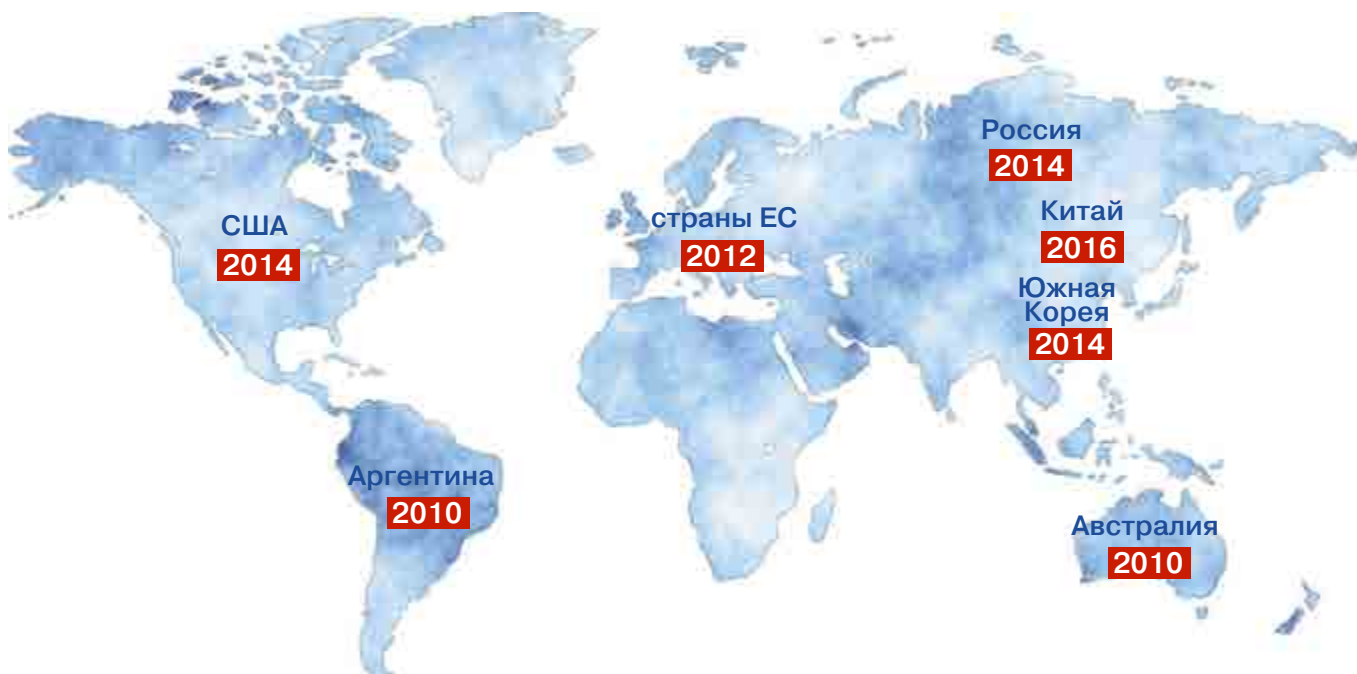 Россия
2014
США
2014
страны ЕС
2012
Китай
2016
Южная
Корея
2014
Аргентина
2010
Австралия
2010